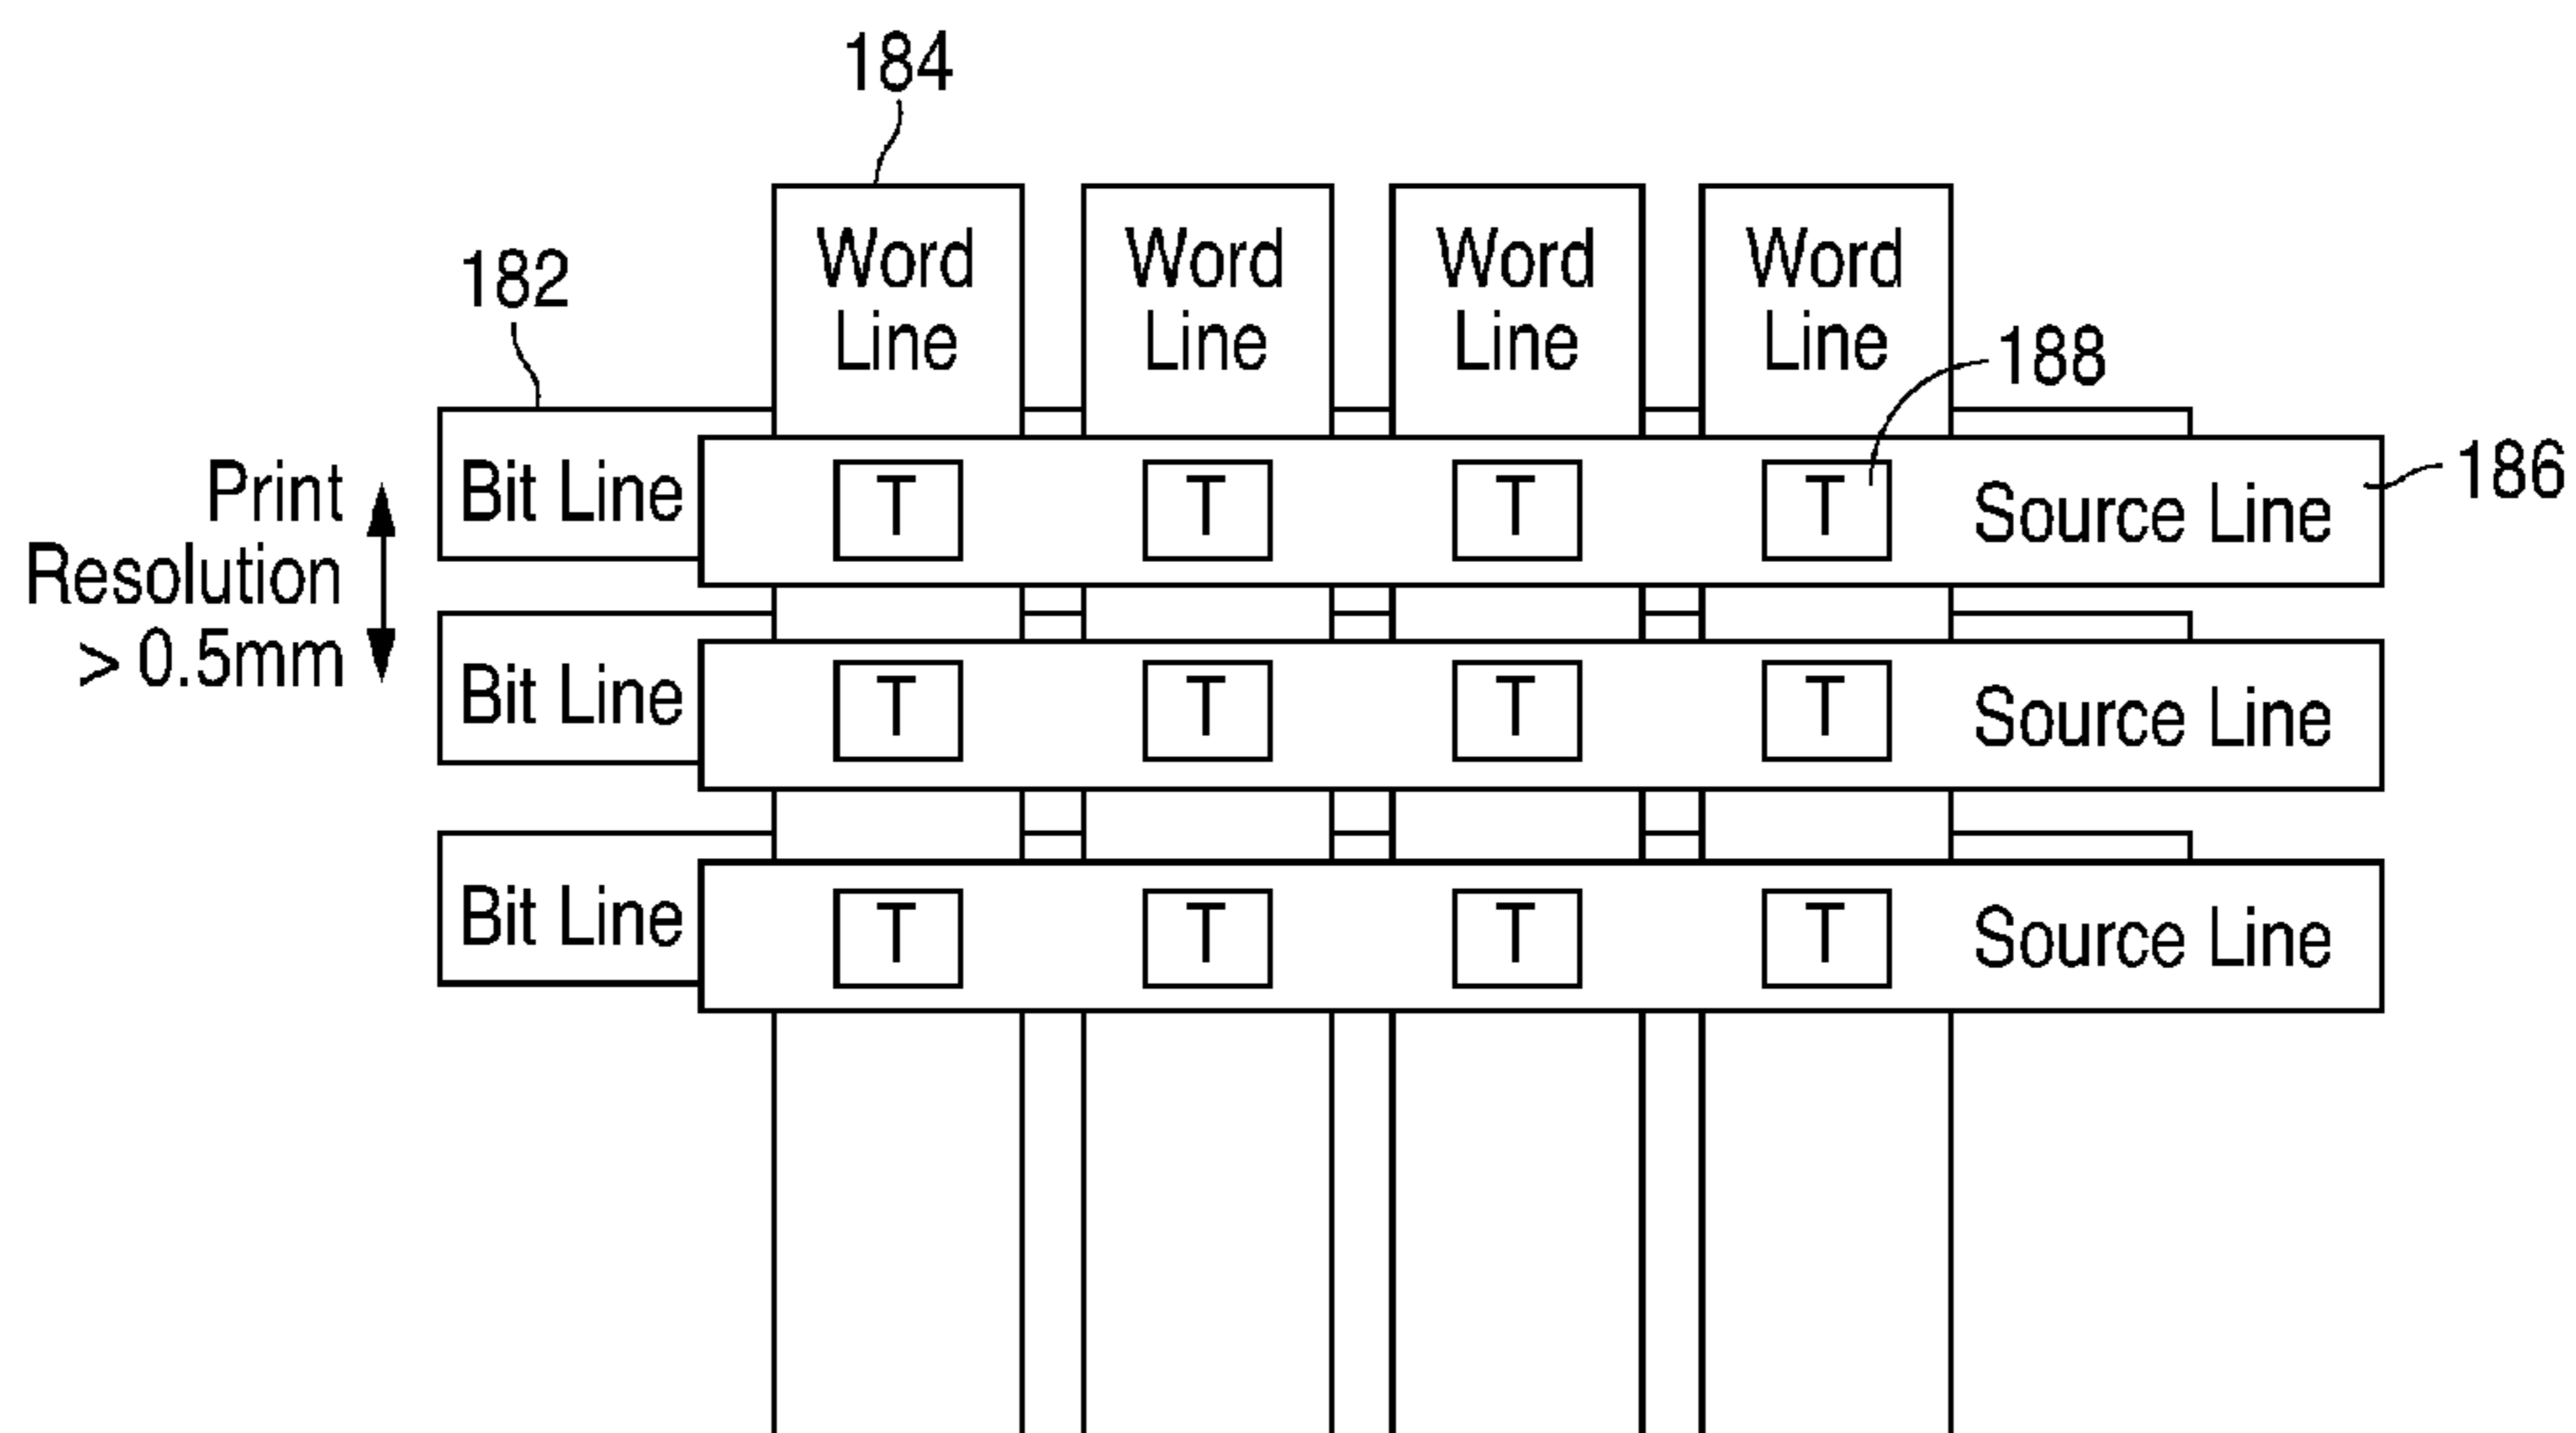 184
Word Line Word Line Word Line Word Line
182
188
Print Resolution > 0.5mm
Bit Line T T T T Source Line 186
Bit Line T T T T Source Line
Bit Line T T T T Source Line